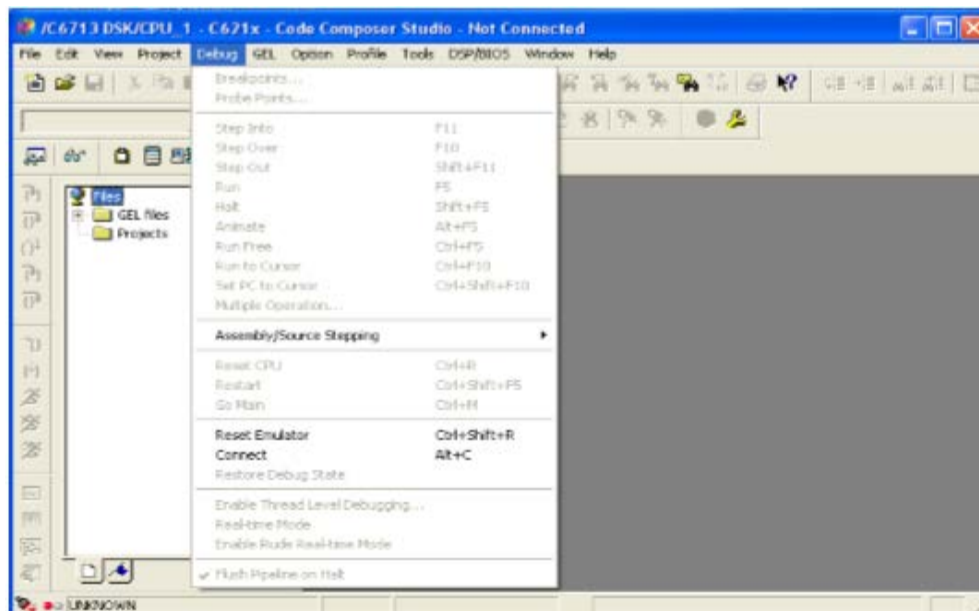 /C6713 DSK/CPU_1 - C671x - Code Composer Studio - Not Connected
File Edit View Project Debug GEL Option Profile Tools DSP/BIOS Window Help
Breakpoints...
Probe Points...
Step Into F11
Step Over F10
Step Out Shift+F11
Run F5
Halt Shift+F5
Animate Alt+F5
Run Free Ctrl+F5
Run to Cursor Ctrl+F10
Set PC to Cursor Ctrl+Shift+F10
Multiple Operation...
Assembly/Source Stepping
Reset CPU Ctrl+R
Restart Ctrl+Shift+F5
Go Main Ctrl+M
Reset Emulator Ctrl+Shift+R
Connect Alt+C
Restore Debug State
Enable Thread Level Debugging...
Real-time Mode
Enable Rude Real-time Mode
Flush Pipeline on Halt
Files
GEL files
Projects
UNKNOWN